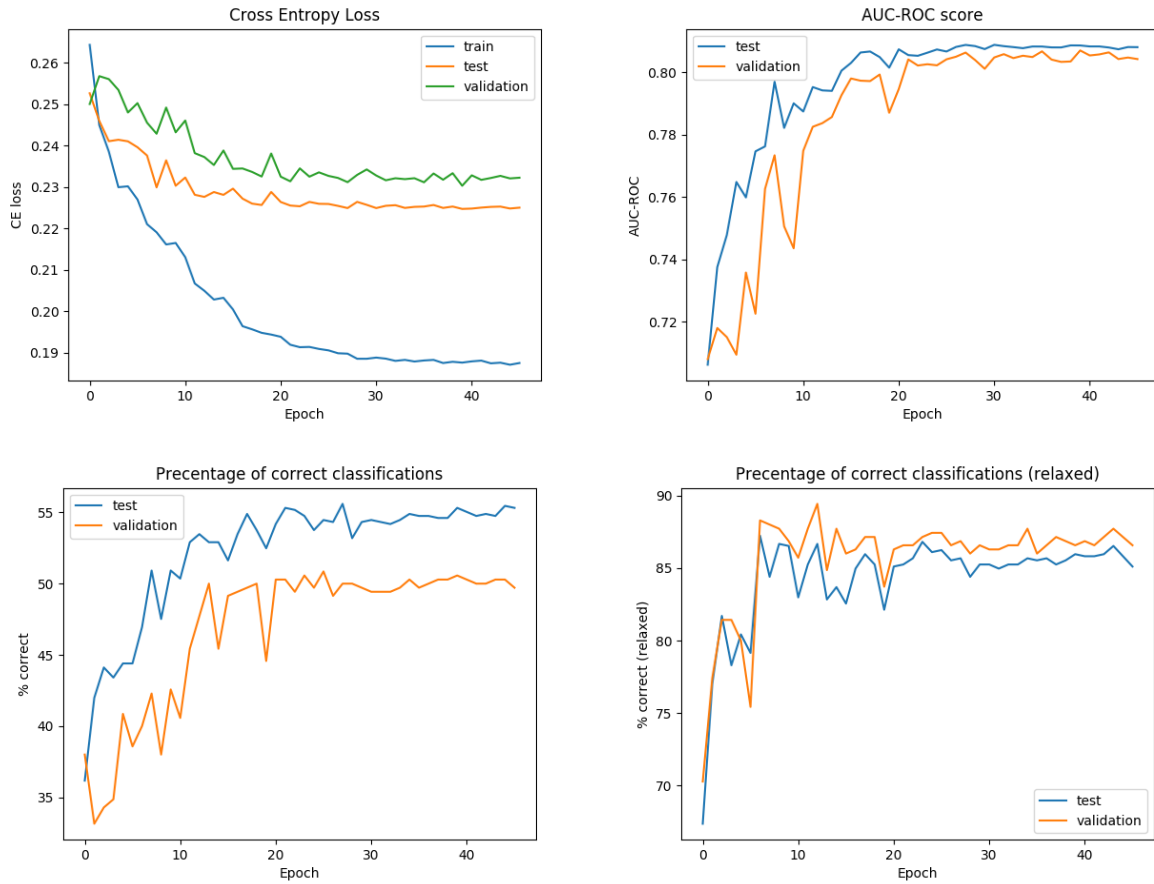 Cross Entropy Loss
train
test
validation
0.26
0.25
0.24
0.23
0.22
0.21
0.20
0.19
CE loss
0 10 20 30 40
Epoch
AUC-ROC score
test
validation
0.80
0.78
0.76
0.74
0.72
AUC-ROC
0 10 20 30 40
Epoch
Precentage of correct classifications
test
validation
55
50
45
40
35
% correct
0 10 20 30 40
Epoch
Precentage of correct classifications (relaxed)
90
85
80
75
70
% correct (relaxed)
test
validation
0 10 20 30 40
Epoch